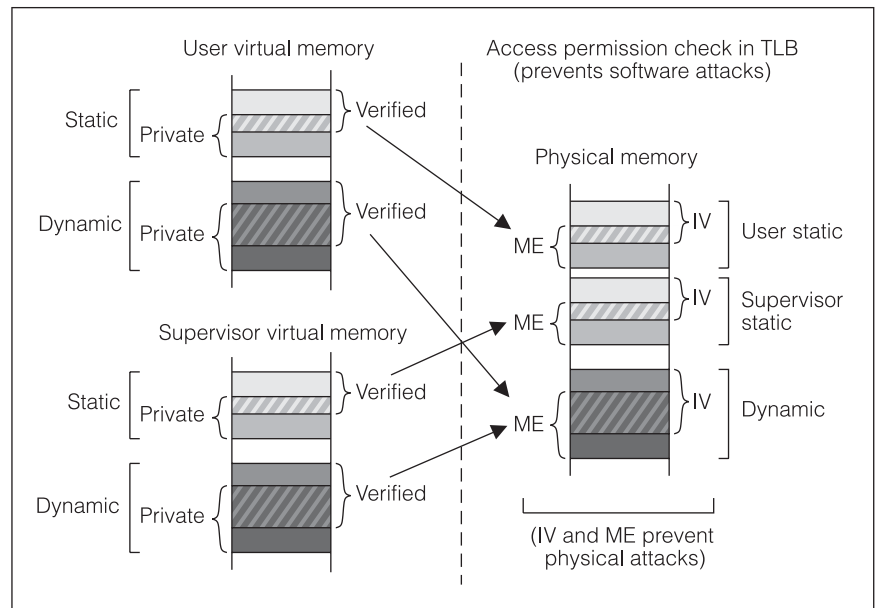 User virtual memory
Static
Private
Verified
Dynamic
Private
Verified
Supervisor virtual memory
Static
Private
Verified
Dynamic
Private
Verified
Access permission check in TLB
(prevents software attacks)
Physical memory
ME
IV
User static
ME
IV
Supervisor
static
ME
IV
Dynamic
(IV and ME prevent
physical attacks)